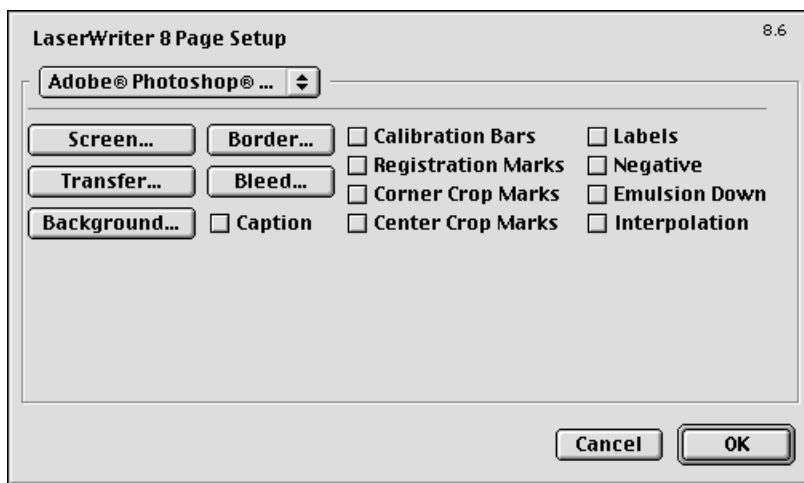 LaserWriter 8 Page Setup
8.6
Adobe® Photoshop® ...
Screen...
Border...
Calibration Bars
Labels
Registration Marks
Negative
Transfer...
Bleed...
Corner Crop Marks
Emulsion Down
Background...
Caption
Center Crop Marks
Interpolation
Cancel
OK